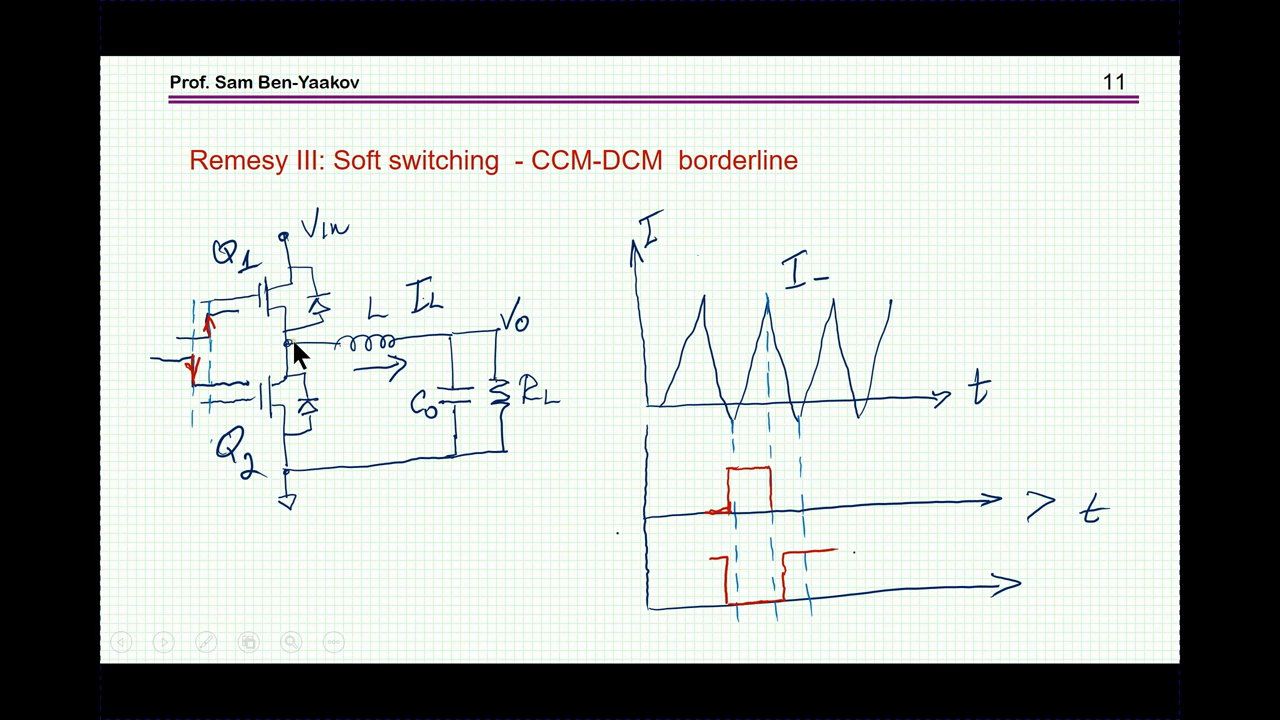 Prof. Sam Ben-Yaakov 11
Remesy III: Soft switching - CCM-DCM borderline
VIN
Q1
L
IL
Vo
Co
RL
Q2
I
I-
t
t